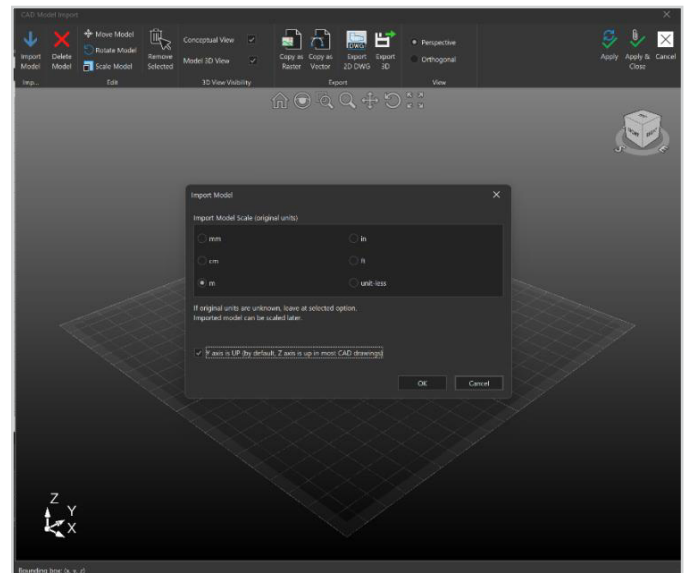 CAD Model Import
Import Model
Delete Model
Move Model
Rotate Model
Scale Model
Remove Selected
Conceptual View
Model 3D View
Copy as Raster
Copy as Vector
Export 2D DWG
Export 3D
Perspective
Orthogonal
Apply
Apply & Close
Cancel
Imp...
Edit
3D View Visibility
Export
View
Import Model
Import Model Scale (original units)
mm
in
cm
ft
m
unit-less
If original units are unknown, leave at selected option.
Imported model can be scaled later.
Y axis is UP (by default, Z axis is up in most CAD drawings)
OK
Cancel
S
E
Z
Y
X
Bounding box: (x, y, z)